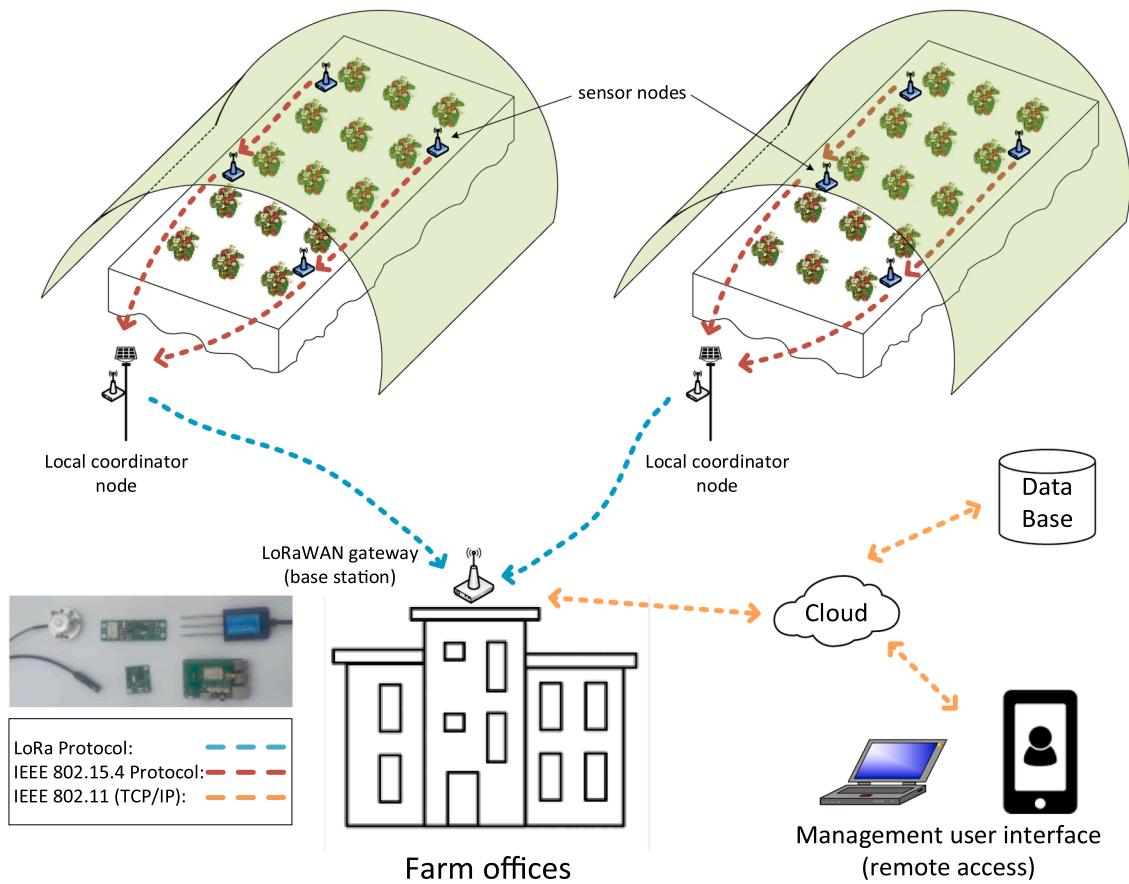 sensor nodes
Local coordinator
node
Local coordinator
node
Data
Base
LoRaWAN gateway
(base station)
Cloud
LoRa Protocol:
IEEE 802.15.4 Protocol:
IEEE 802.11 (TCP/IP):
Management user interface
(remote access)
Farm offices